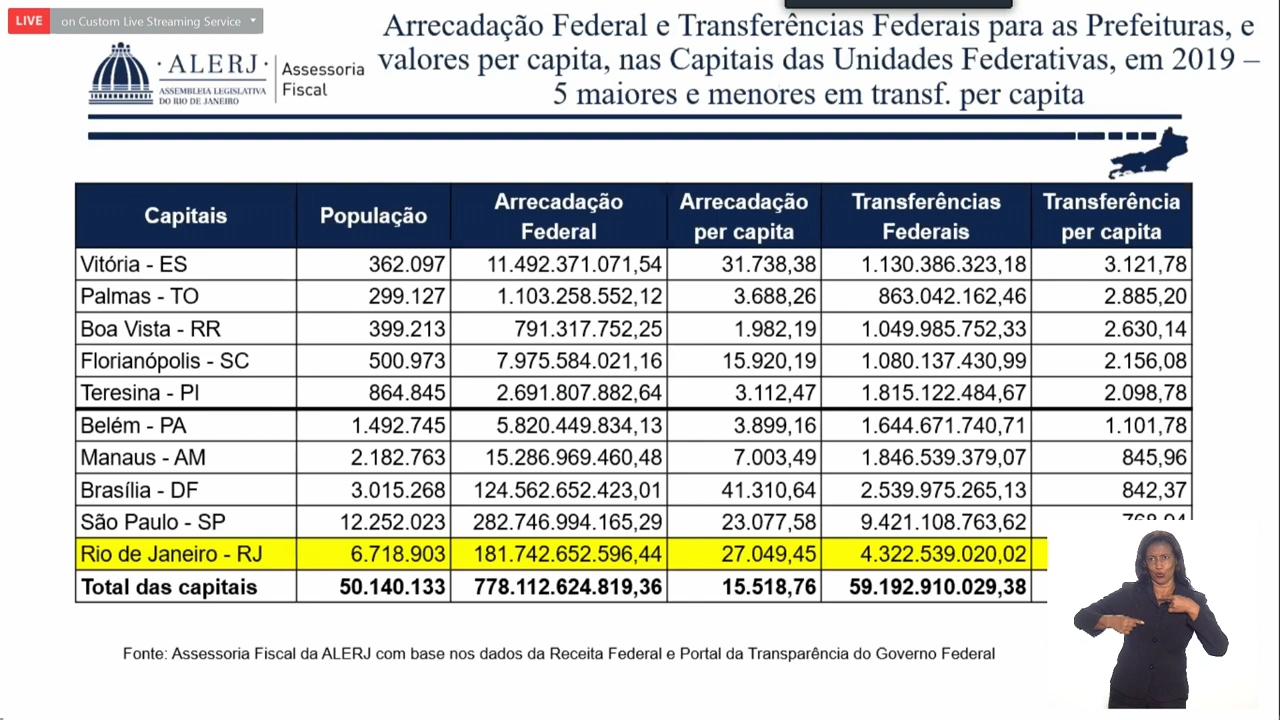 LIVE on Custom Live Streaming Service
Arrecadação Federal e Transferências Federais para as Prefeituras, e
valores per capita, nas Capitais das Unidades Federativas, em 2019 –
5 maiores e menores em transf. per capita
·ALERJ·
ASSEMBLEIA LEGISLATIVA
DO RIO DE JANEIRO
Assessoria
Fiscal
Capitais População Arrecadação Federal Arrecadação per capita Transferências Federais Transferência per capita
Vitória - ES 362.097 11.492.371.071,54 31.738,38 1.130.386.323,18 3.121,78
Palmas - TO 299.127 1.103.258.552,12 3.688,26 863.042.162,46 2.885,20
Boa Vista - RR 399.213 791.317.752,25 1.982,19 1.049.985.752,33 2.630,14
Florianópolis - SC 500.973 7.975.584.021,16 15.920,19 1.080.137.430,99 2.156,08
Teresina - PI 864.845 2.691.807.882,64 3.112,47 1.815.122.484,67 2.098,78
Belém - PA 1.492.745 5.820.449.834,13 3.899,16 1.644.671.740,71 1.101,78
Manaus - AM 2.182.763 15.286.969.460,48 7.003,49 1.846.539.379,07 845,96
Brasília - DF 3.015.268 124.562.652.423,01 41.310,64 2.539.975.265,13 842,37
São Paulo - SP 12.252.023 282.746.994.165,29 23.077,58 9.421.108.763,62
Rio de Janeiro - RJ 6.718.903 181.742.652.596,44 27.049,45 4.322.539.020,02
Total das capitais 50.140.133 778.112.624.819,36 15.518,76 59.192.910.029,38
Fonte: Assessoria Fiscal da ALERJ com base nos dados da Receita Federal e Portal da Transparência do Governo Federal